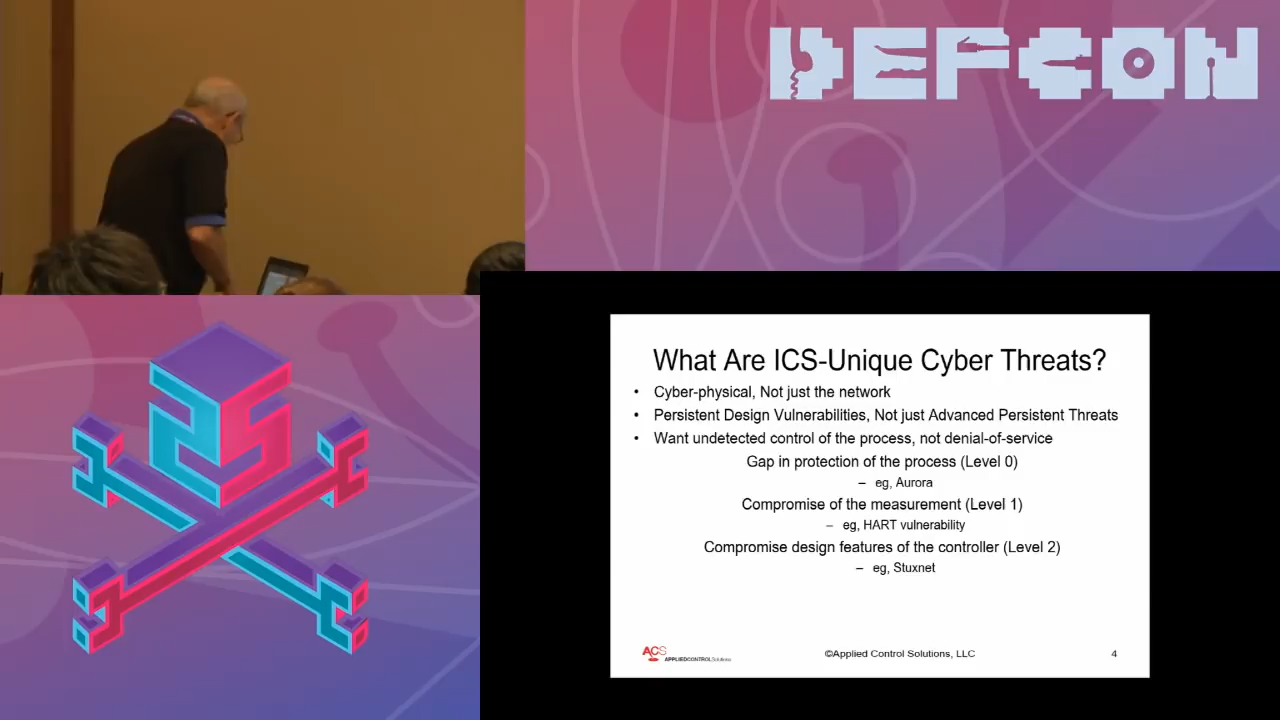 DEFCON
What Are ICS-Unique Cyber Threats?
• Cyber-physical, Not just the network
• Persistent Design Vulnerabilities, Not just Advanced Persistent Threats
• Want undetected control of the process, not denial-of-service
Gap in protection of the process (Level 0)
– eg, Aurora
Compromise of the measurement (Level 1)
– eg, HART vulnerability
Compromise design features of the controller (Level 2)
– eg, Stuxnet
ACS APPLIEDCONTROLSolutions
©Applied Control Solutions, LLC
4
25